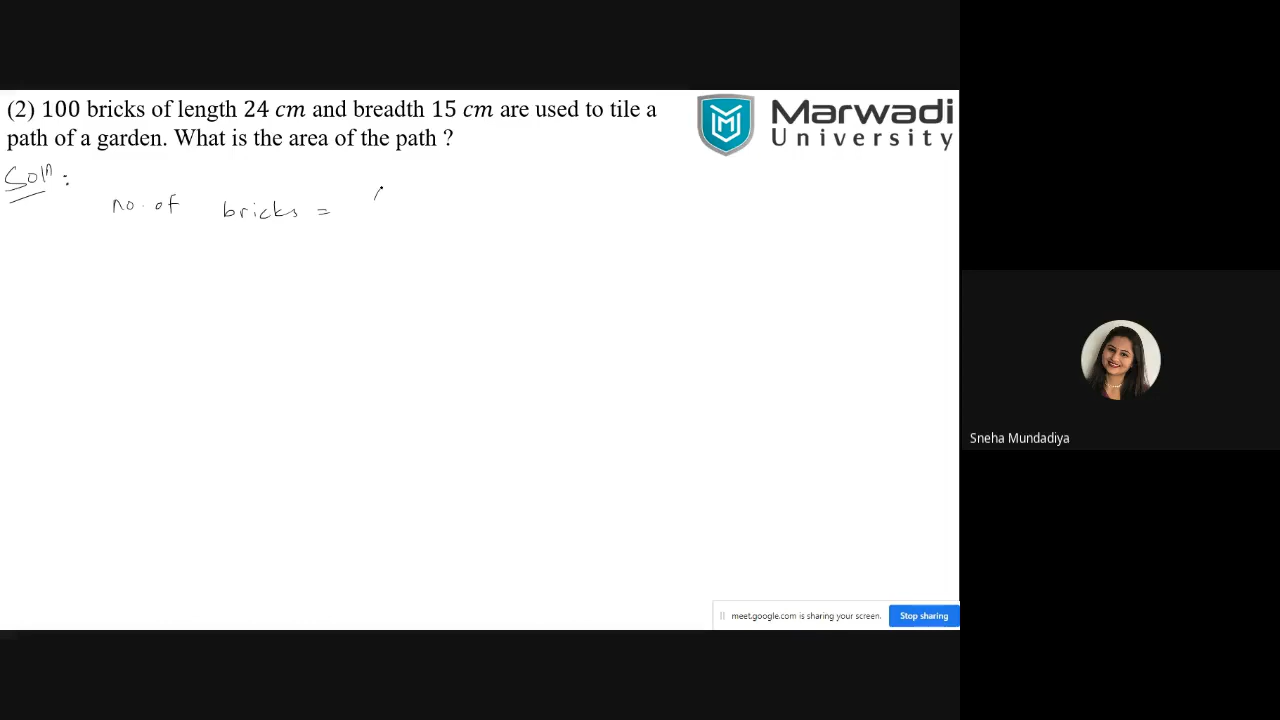 (2) 100 bricks of length 24 cm and breadth 15 cm are used to tile a
path of a garden. What is the area of the path ?
Marwadi
University
Soln :
no. of bricks =
Sneha Mundadiya
meet.google.com is sharing your screen.
Stop sharing